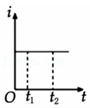 i
O t₁ t₂ t